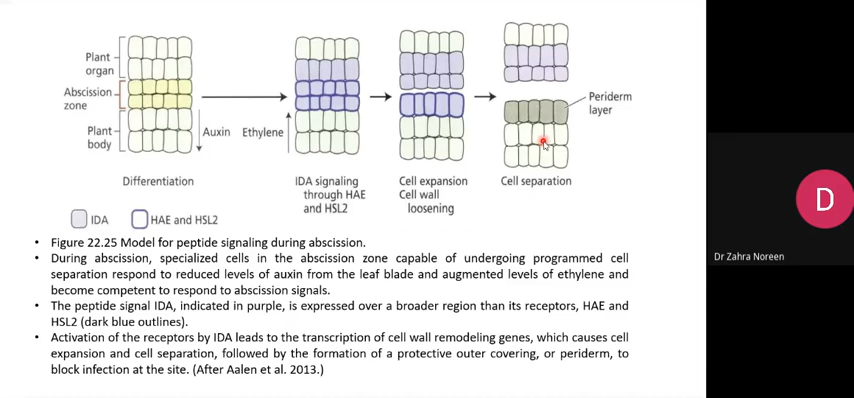 Plant
organ
Abscission
zone
Plant
body
Auxin Ethylene
Periderm
layer
Differentiation
IDA signaling
through HAE
and HSL2
Cell expansion
Cell wall
loosening
Cell separation
IDA HAE and HSL2
• Figure 22.25 Model for peptide signaling during abscission.
• During abscission, specialized cells in the abscission zone capable of undergoing programmed cell
separation respond to reduced levels of auxin from the leaf blade and augmented levels of ethylene and
become competent to respond to abscission signals.
• The peptide signal IDA, indicated in purple, is expressed over a broader region than its receptors, HAE and
HSL2 (dark blue outlines).
• Activation of the receptors by IDA leads to the transcription of cell wall remodeling genes, which causes cell
expansion and cell separation, followed by the formation of a protective outer covering, or periderm, to
block infection at the site. (After Aalen et al. 2013.)
D
Dr Zahra Noreen